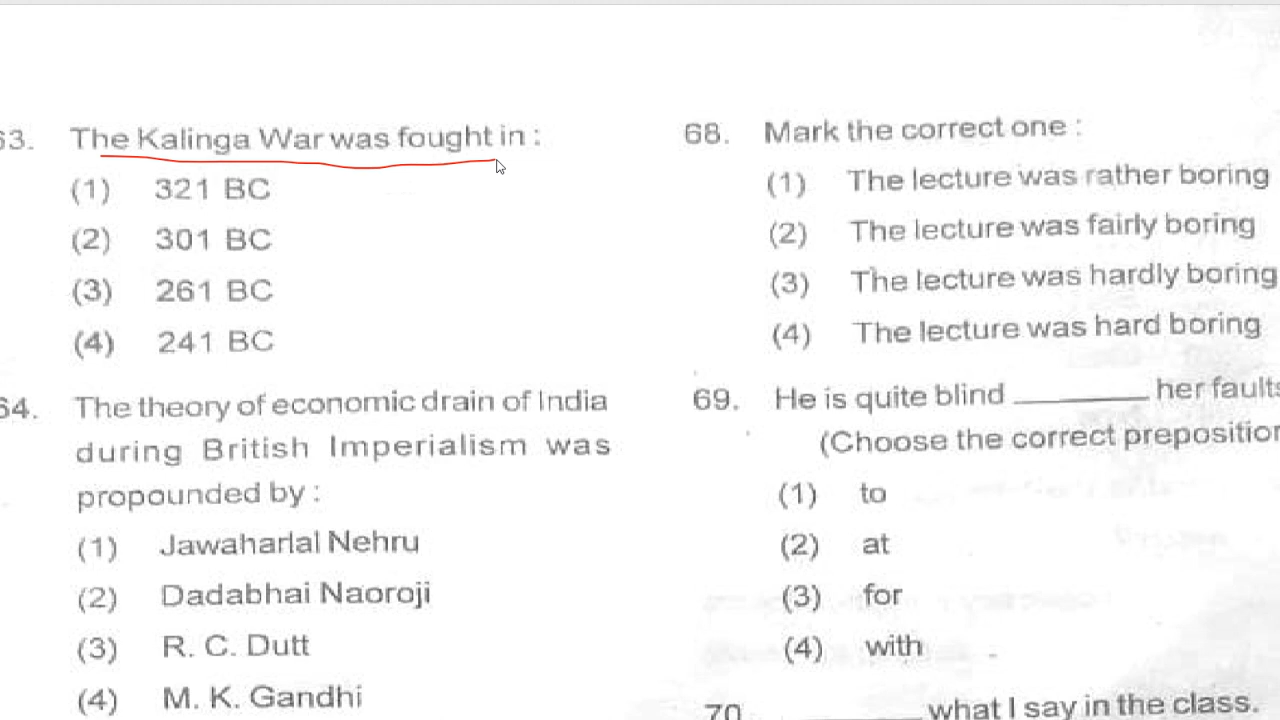 63. The Kalinga War was fought in :
(1) 321 BC
(2) 301 BC
(3) 261 BC
(4) 241 BC
64. The theory of economic drain of India
during British Imperialism was
propounded by :
(1) Jawaharlal Nehru
(2) Dadabhai Naoroji
(3) R. C. Dutt
(4) M. K. Gandhi
68. Mark the correct one :
(1) The lecture was rather boring
(2) The lecture was fairly boring
(3) The lecture was hardly boring
(4) The lecture was hard boring
69. He is quite blind ________ her faults
(Choose the correct preposition
(1) to
(2) at
(3) for
(4) with
70. ________ what I say in the class.